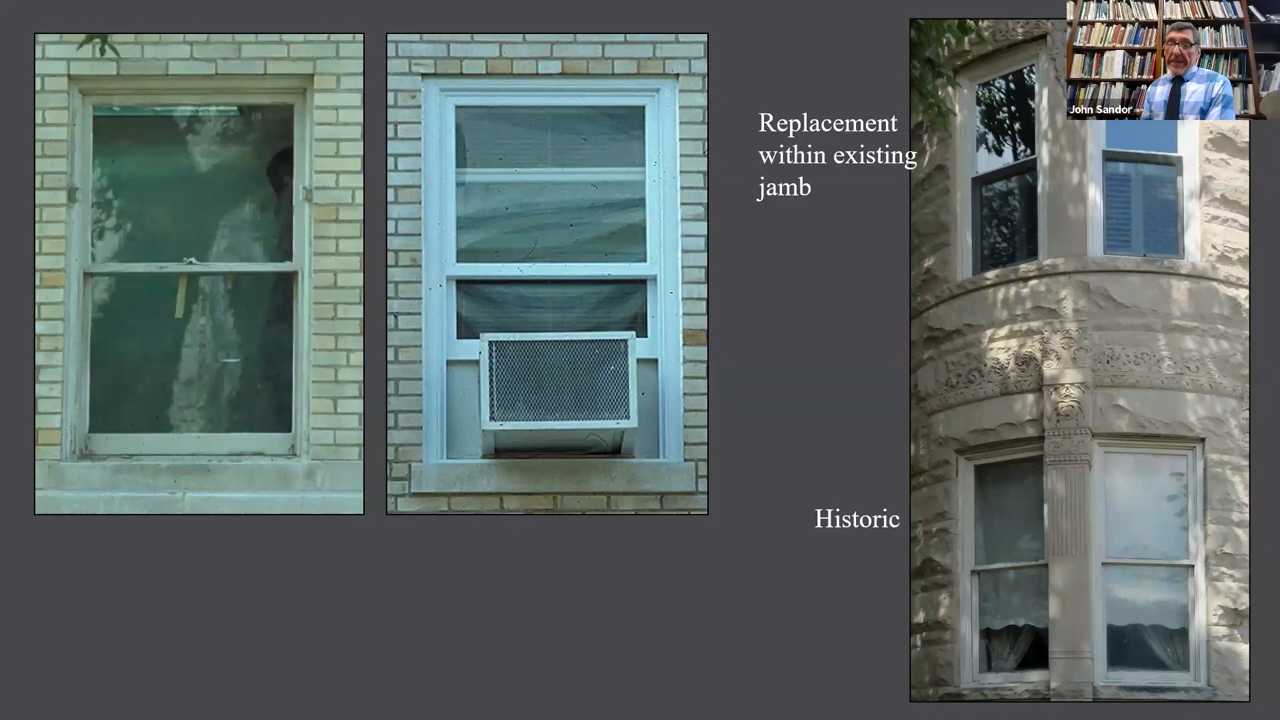 Replacement
within existing
jamb
Historic
John Sandor